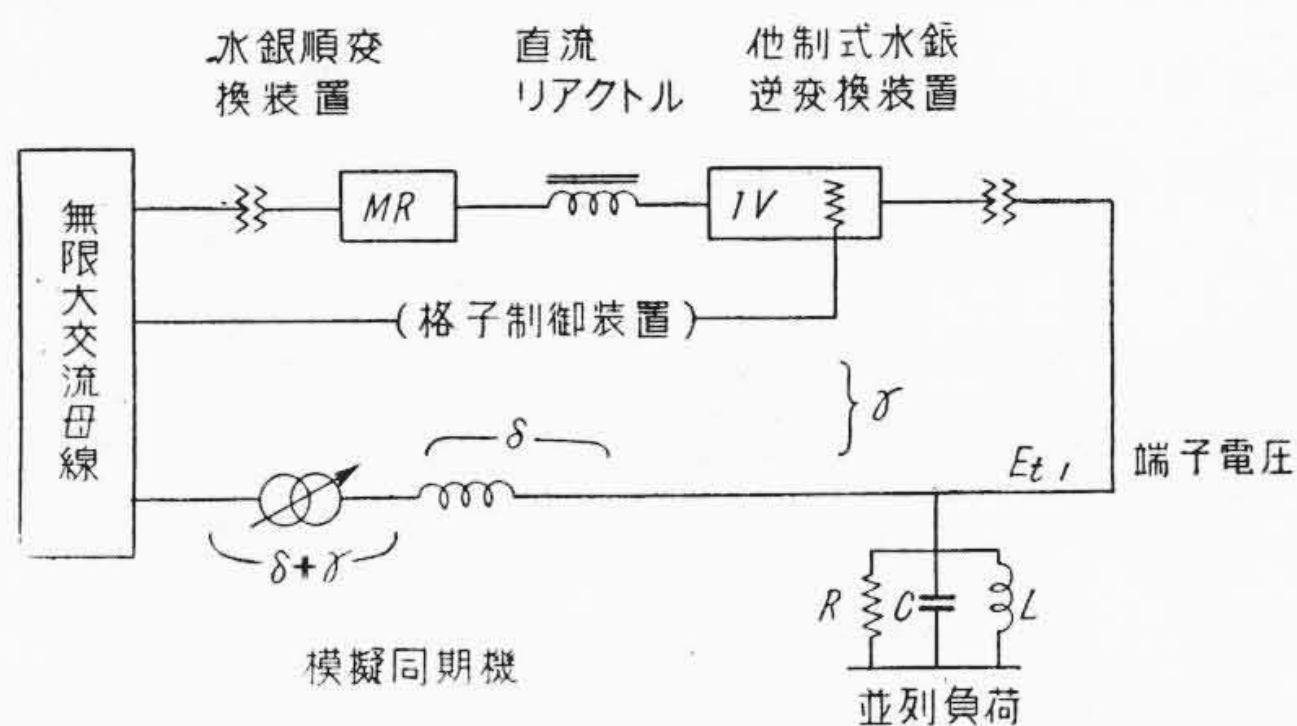 水銀順変
換装置
直流
リアクトル
他制式水銀
逆変換装置
無限大交流母線
MR
IV
(格子制御装置)
γ
δ
Et1
端子電圧
δ+γ
R
C
L
模擬同期機
並列負荷